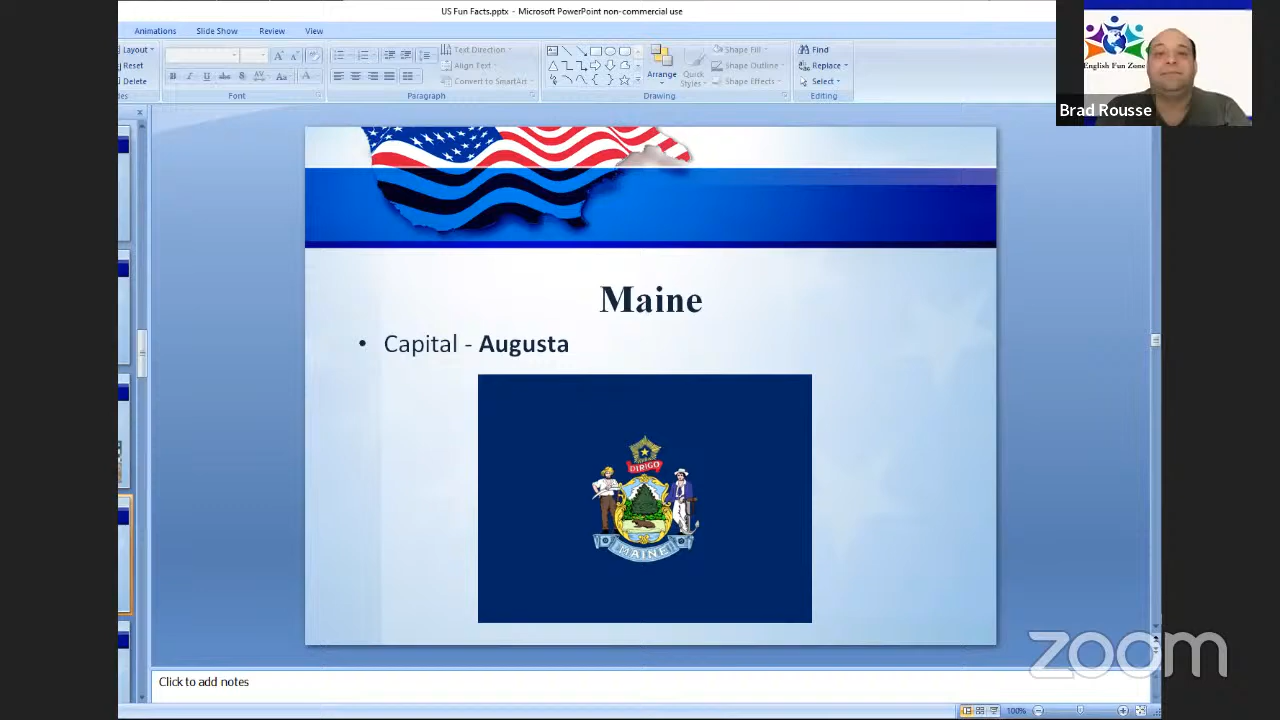 US Fun Facts.pptx - Microsoft PowerPoint non-commercial use
Animations Slide Show Review View
Layout Text Direction Shape Fill Find
Reset Align Text Shape Outline Replace
Delete Convert to SmartArt Arrange Quick Styles Shape Effects Select
Font Paragraph Drawing Editing
English Fun Zone
Brad Rousse
Maine
• Capital - Augusta
DIRIGO
MAINE
zoom
Click to add notes
100%